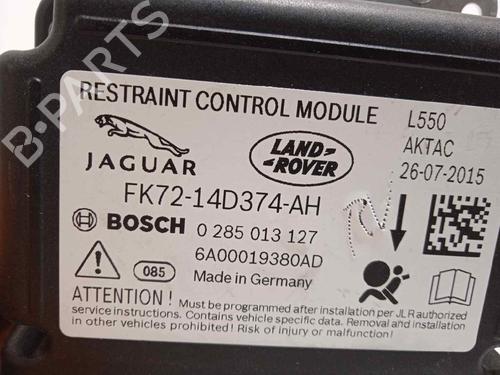 B-PARTS
RESTRAINT CONTROL MODULE
L550
AKTAC
26-07-2015
JAGUAR
LAND-
ROVER
FK72-14D374-AH
BOSCH 0 285 013 127
6A00019380AD
085
Made in Germany
ATTENTION ! Must be programmed after installation per JLR authorized
service instructions. Contains vehicle specific data. Removal and installation
in other vehicles prohibited! Risk of injury or malfunction!